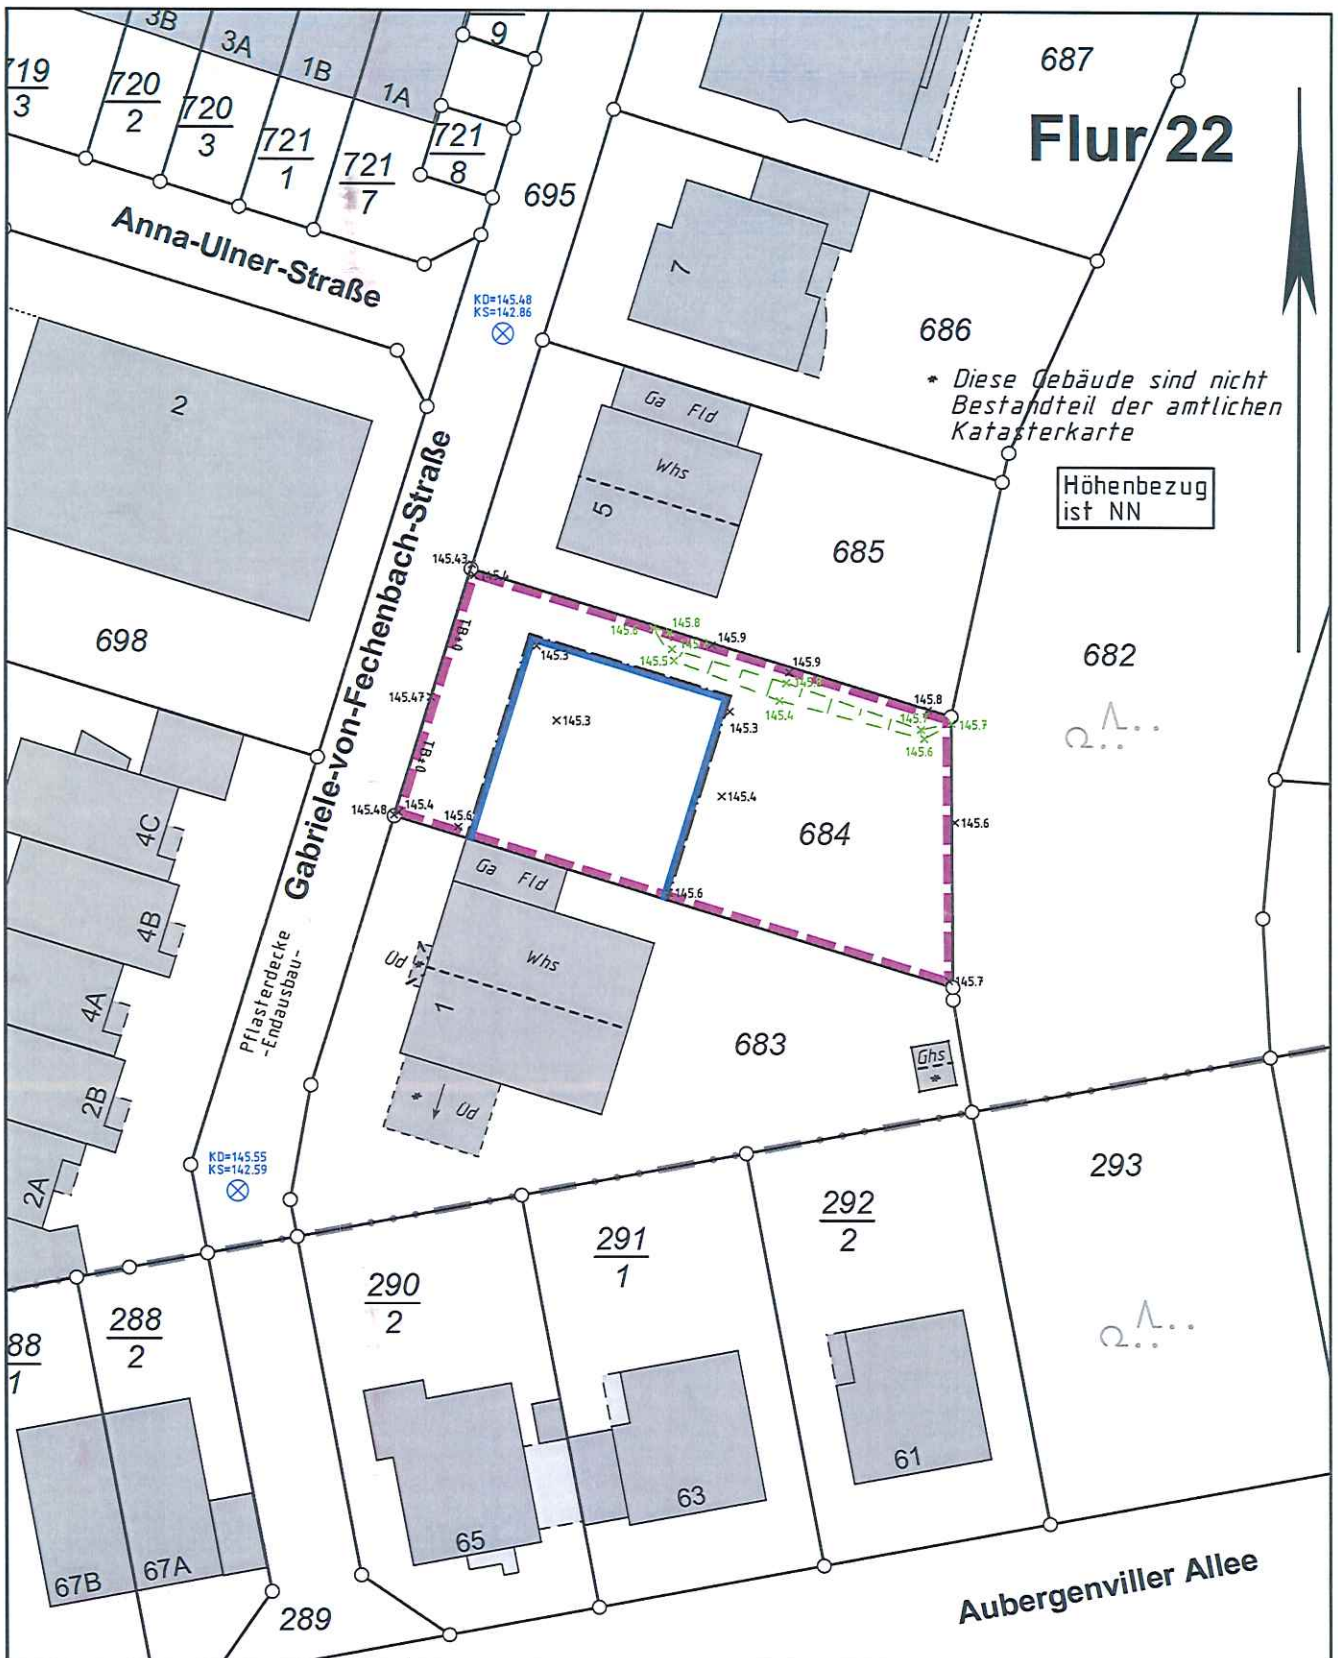 3B
3A
1B
1A
9
719
3
720
2
720
3
721
1
721
7
721
8
695
687
Flur 22
Anna-Ulner-Straße
7
686
KD=145.48
KS=142.86
* Diese Gebäude sind nicht
Bestandteil der amtlichen
Katasterkarte
Höhenbezug
ist NN
2
Ga Fld
Whs
5
685
Gabriele-von-Fechenbach-Straße
698
682
145.43
145.4
145.6
145.8
145.9
145.5
145.9
145.4
145.8
145.7
145.6
145.3
145.3
145.3
145.4
145.47
145.48
145.4
145.6
145.6
145.6
145.7
684
4C
4B
4A
2B
2A
Ga Fld
Whs
Üd *
1
* Üd
683
Ghs
*
Pflasterdecke
-Endausbau-
KD=145.55
KS=142.59
293
292
2
291
1
290
2
288
2
88
1
67B
67A
65
63
61
289
Aubergenviller Allee